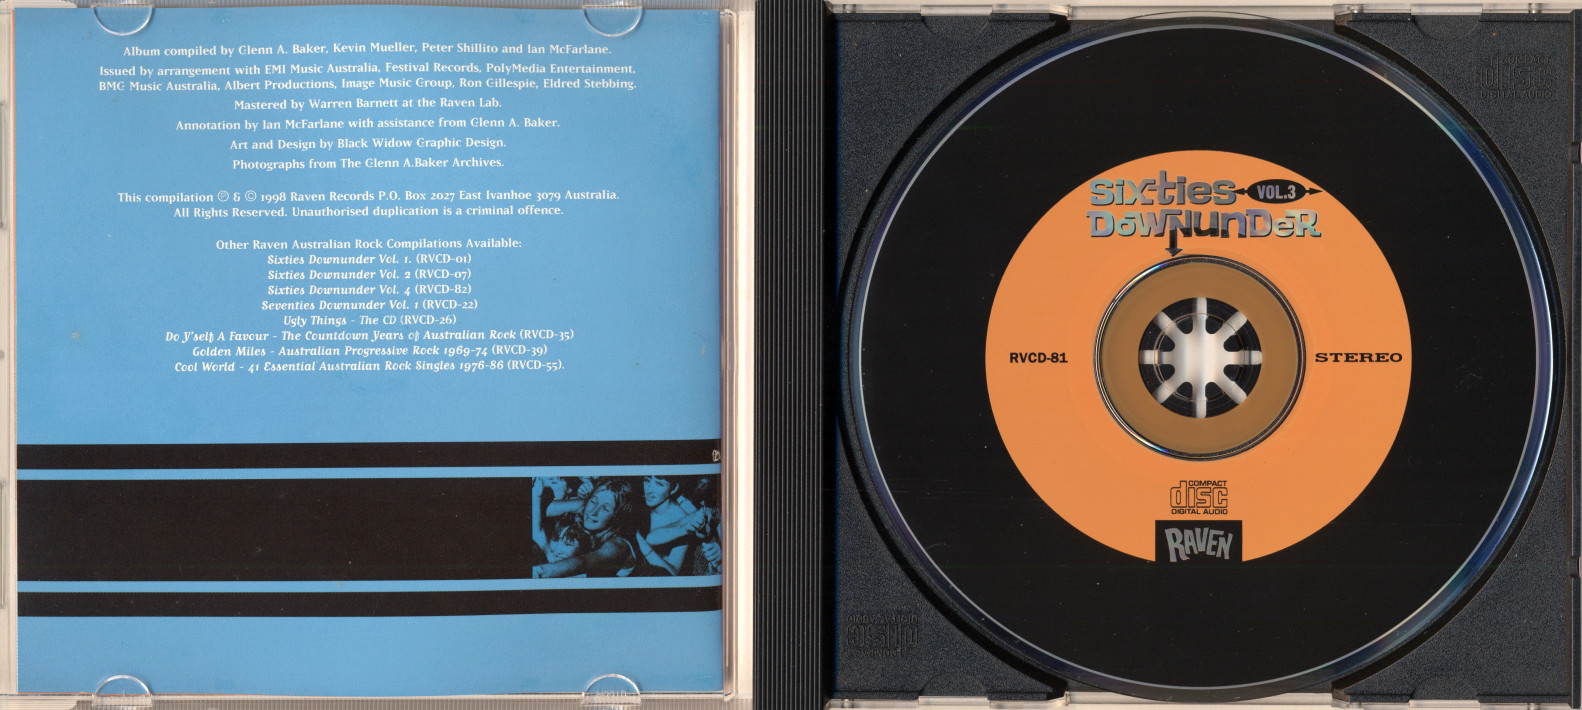 Album compiled by Glenn A. Baker, Kevin Mueller, Peter Shillito and Ian McFarlane.
Issued by arrangement with EMI Music Australia, Festival Records, PolyMedia Entertainment,
BMG Music Australia, Albert Productions, Image Music Group, Ron Gillespie, Eldred Stebbing.
Mastered by Warren Barnett at the Raven Lab.
Annotation by Ian McFarlane with assistance from Glenn A. Baker.
Art and Design by Black Widow Graphic Design.
Photographs from The Glenn A.Baker Archives.
This compilation ℗ & © 1998 Raven Records P.O. Box 2027 East Ivanhoe 3079 Australia.
All Rights Reserved. Unauthorised duplication is a criminal offence.
Other Raven Australian Rock Compilations Available:
Sixties Downunder Vol. 1. (RVCD-01)
Sixties Downunder Vol. 2 (RVCD-07)
Sixties Downunder Vol. 4 (RVCD-82)
Seventies Downunder Vol. 1 (RVCD-22)
Ugly Things - The CD (RVCD-26)
Do Y'self A Favour - The Countdown Years of Australian Rock (RVCD-35)
Golden Miles - Australian Progressive Rock 1969-74 (RVCD-39)
Cool World - 41 Essential Australian Rock Singles 1976-86 (RVCD-55).
sixties VOL.3
DOWNunDeR
RVCD-81
STEREO
COMPACT
disc
DIGITAL AUDIO
RAVEN
COMPACT
disc
DIGITAL AUDIO
COMPACT
disc
DIGITAL AUDIO